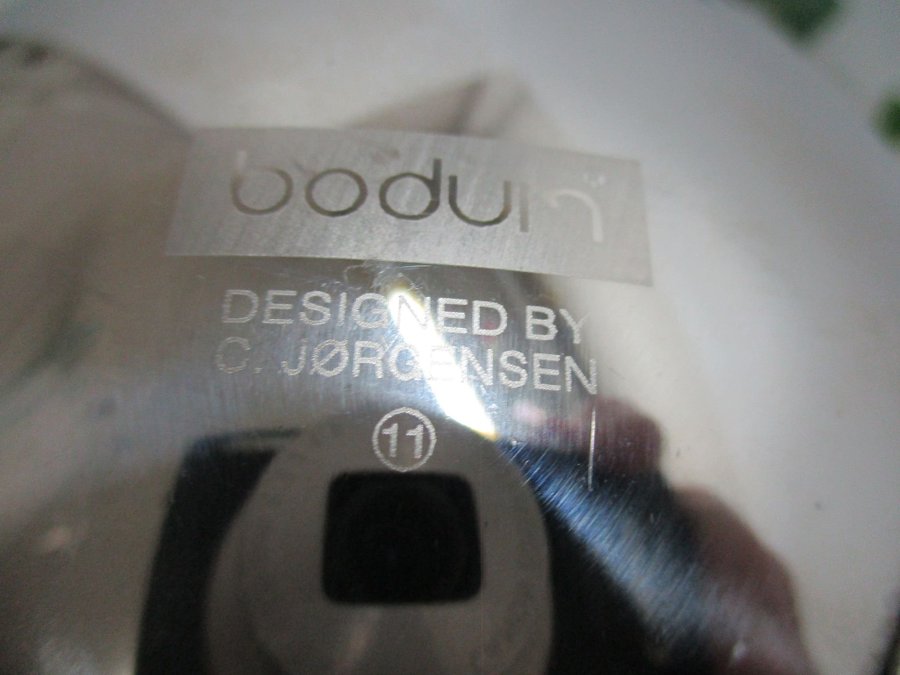 bodum
DESIGNED BY
C. JØRGENSEN
11